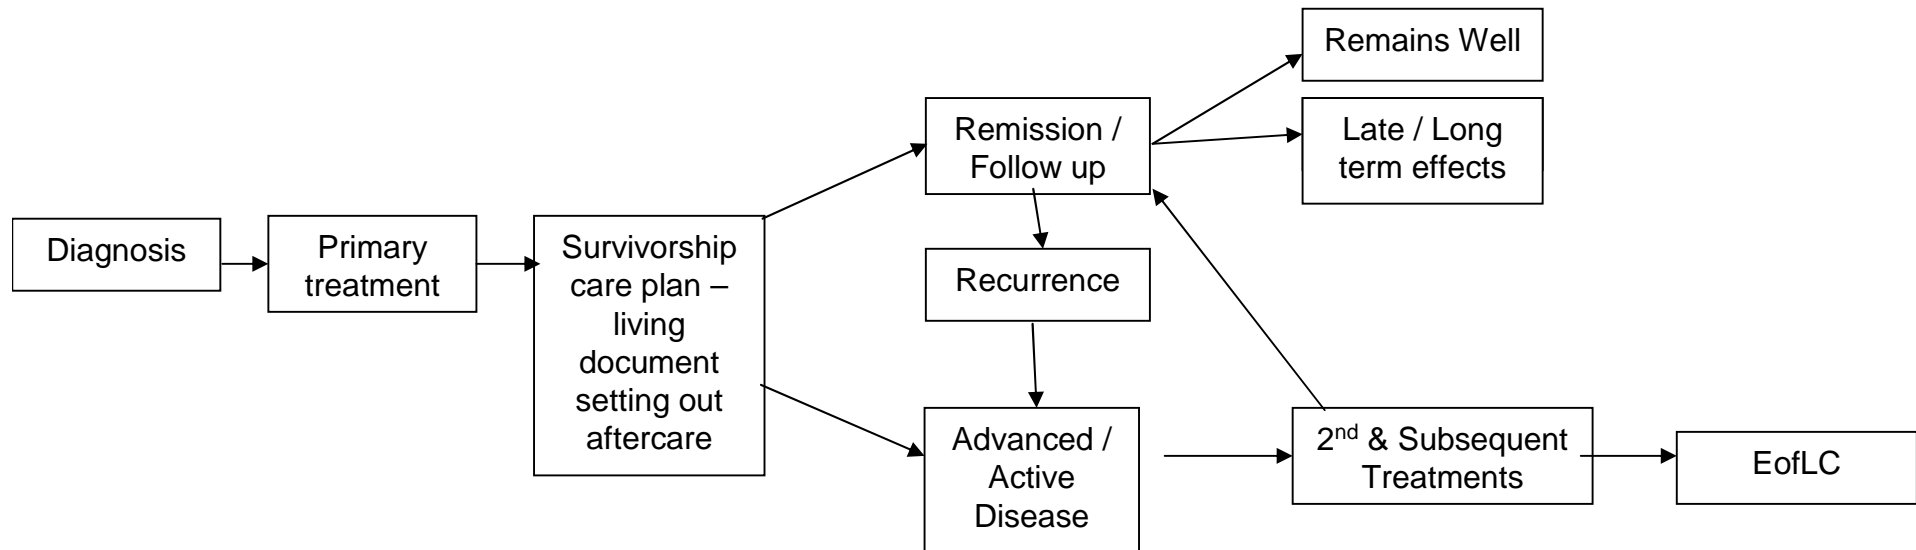 Diagnosis
Primary
treatment
Survivorship
care plan –
living
document
setting out
aftercare
Remission /
Follow up
Remains Well
Late / Long
term effects
Recurrence
Advanced /
Active
Disease
2nd & Subsequent
Treatments
EofLC